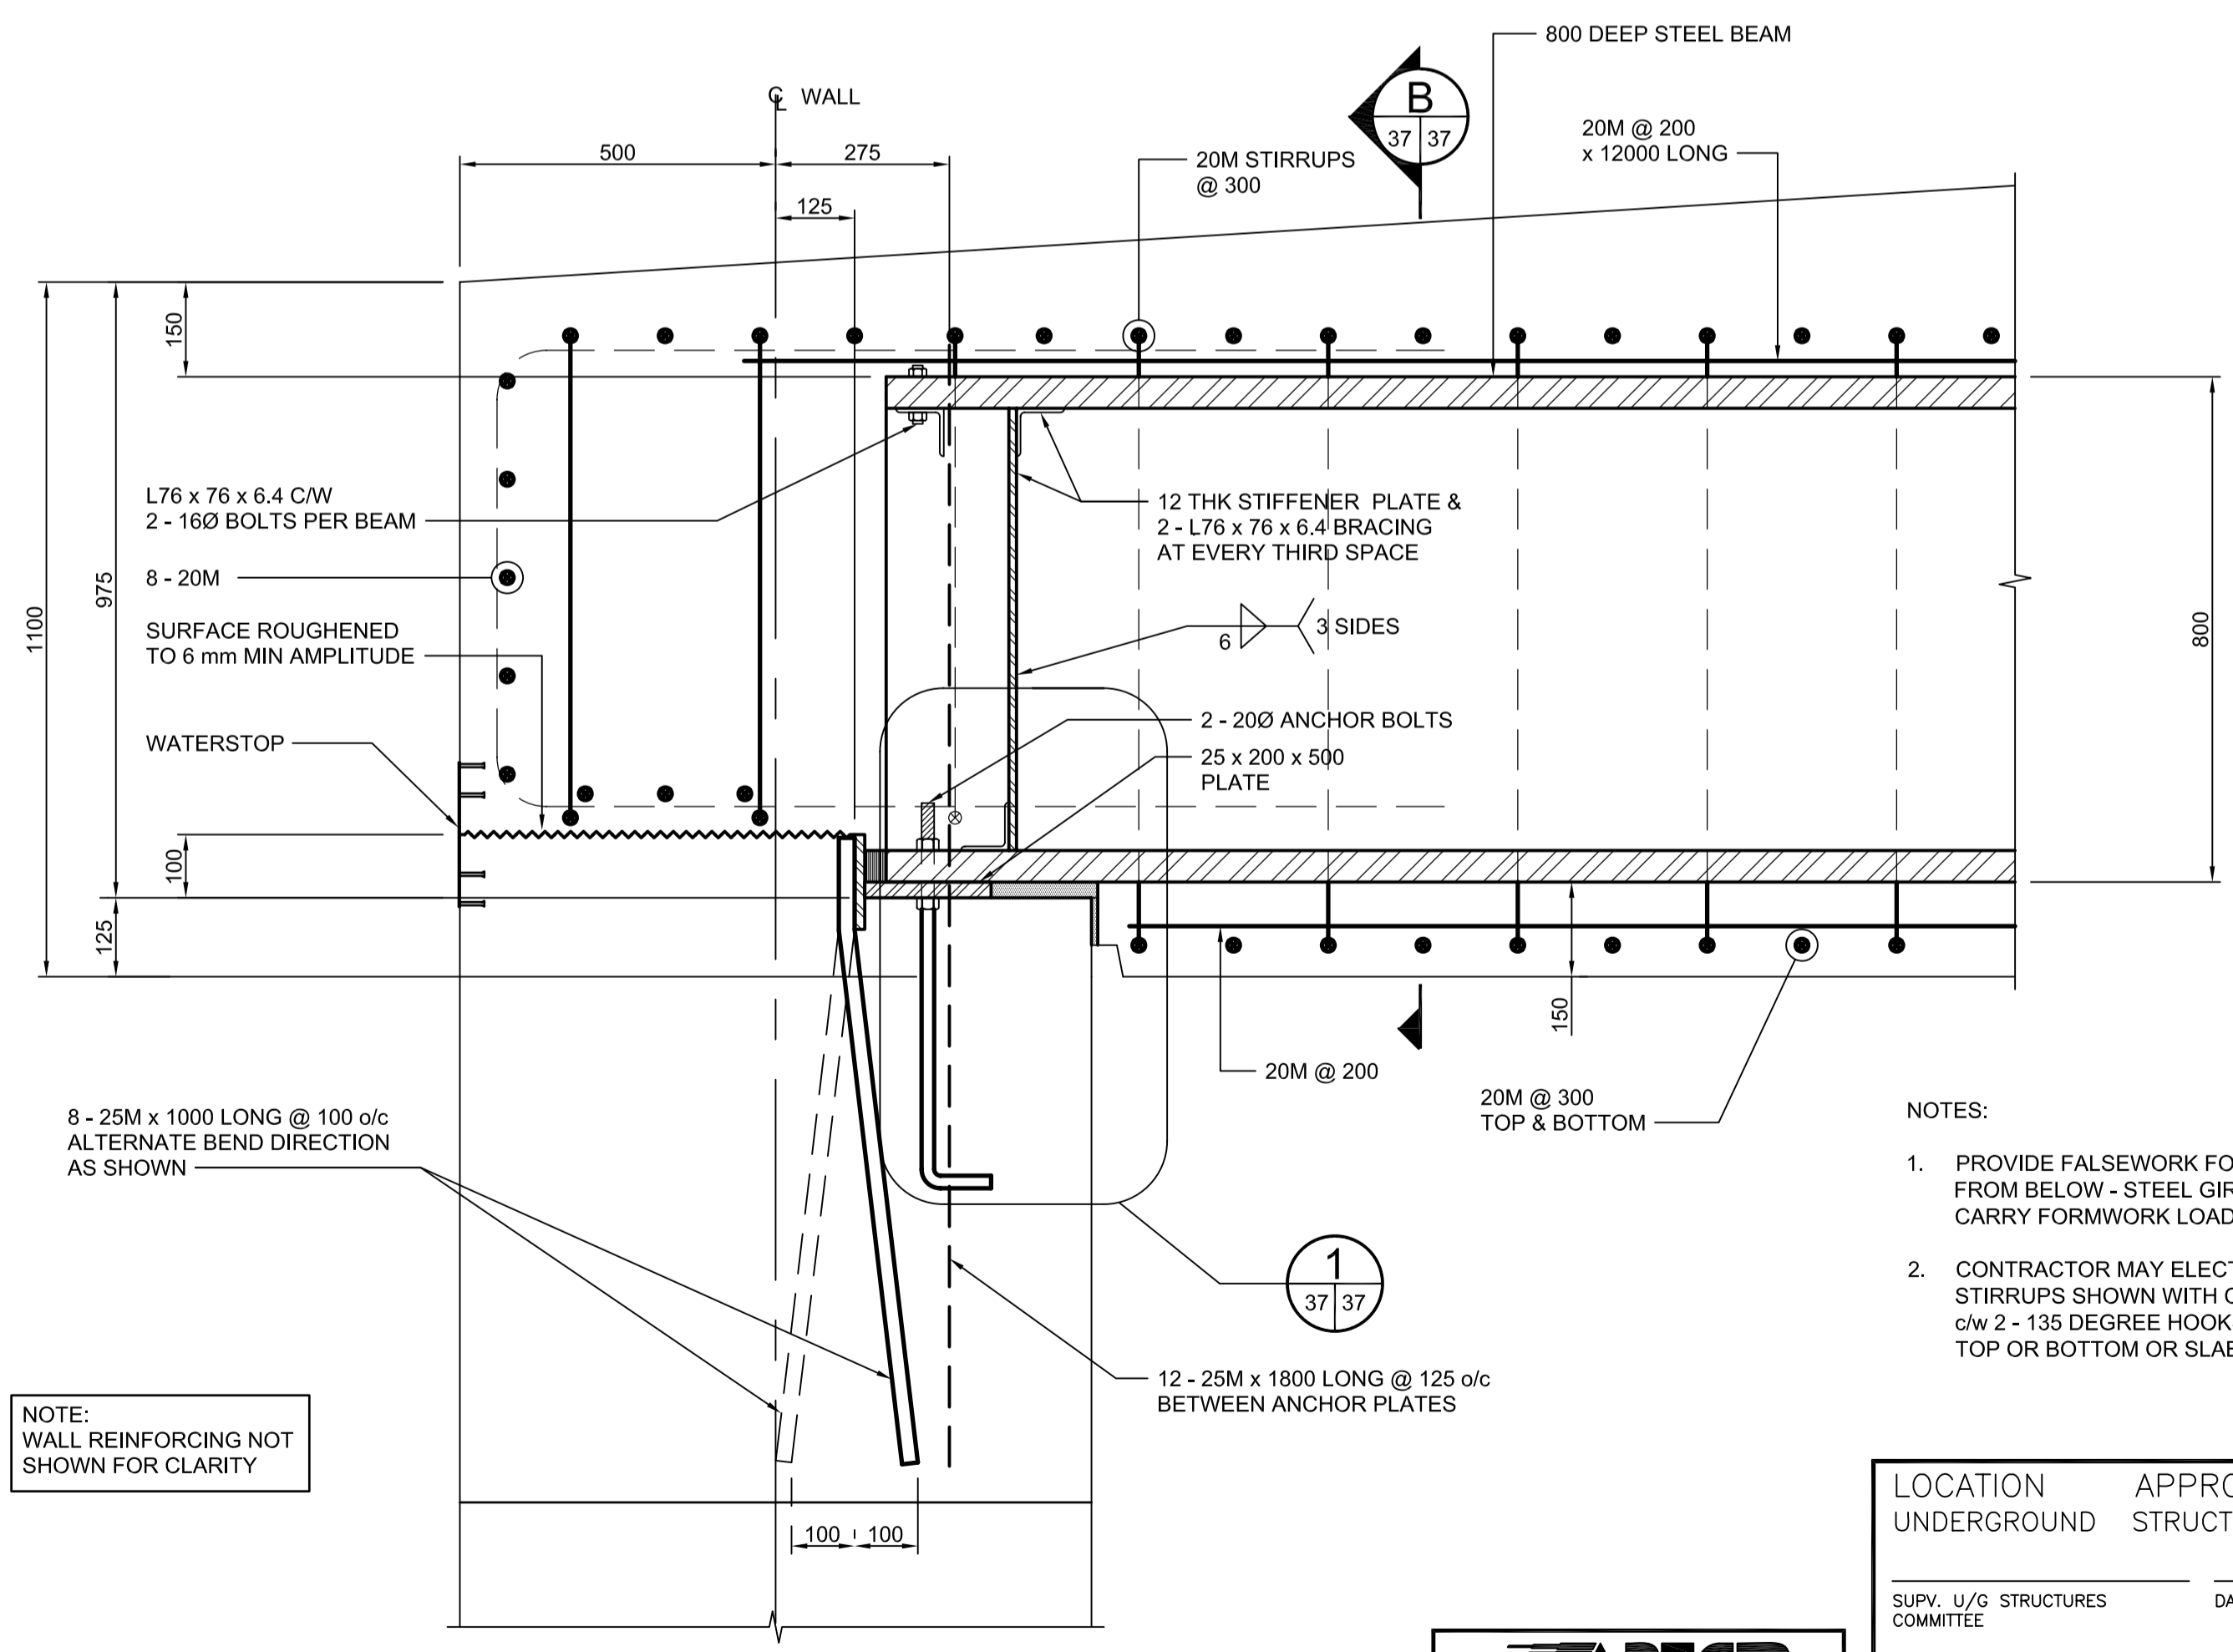 800 DEEP STEEL BEAM
℄ WALL
B
37 37
20M @ 200
x 12000 LONG
500
275
20M STIRRUPS
@ 300
125
150
L76 x 76 x 6.4 C/W
2 - 16Ø BOLTS PER BEAM
12 THK STIFFENER PLATE &
2 - L76 x 76 x 6.4 BRACING
AT EVERY THIRD SPACE
8 - 20M
975
1100
800
SURFACE ROUGHENED
TO 6 mm MIN AMPLITUDE
6
3 SIDES
WATERSTOP
2 - 20Ø ANCHOR BOLTS
25 x 200 x 500
PLATE
100
125
150
20M @ 200
20M @ 300
TOP & BOTTOM
8 - 25M x 1000 LONG @ 100 o/c
ALTERNATE BEND DIRECTION
AS SHOWN
1
37 37
12 - 25M x 1800 LONG @ 125 o/c
BETWEEN ANCHOR PLATES
NOTE:
WALL REINFORCING NOT
SHOWN FOR CLARITY
100 100
NOTES:
1. PROVIDE FALSEWORK FO
FROM BELOW - STEEL GIR
CARRY FORMWORK LOAD
2. CONTRACTOR MAY ELECT
STIRRUPS SHOWN WITH
c/w 2 - 135 DEGREE HOOK
TOP OR BOTTOM OR SLAB
LOCATION APPRO
UNDERGROUND STRUCT
SUPV. U/G STRUCTURES
COMMITTEE
DA